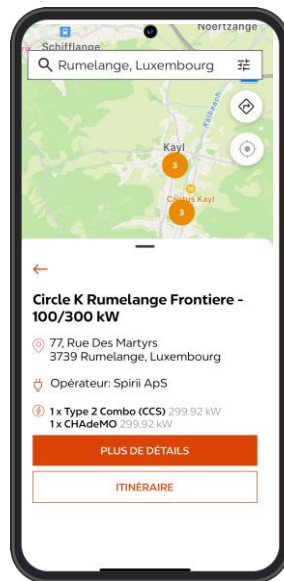 Noertzange
Schifflange
Rumelange, Luxembourg
Kälbaach
Kayl
3
Cactus Kayl
3
Circle K Rumelange Frontiere -
100/300 kW
77, Rue Des Martyrs
3739 Rumelange, Luxembourg
Opérateur: Spirii ApS
1 x Type 2 Combo (CCS) 299.92 kW
1 x CHAdeMO 299.92 kW
PLUS DE DÉTAILS
ITINÉRAIRE